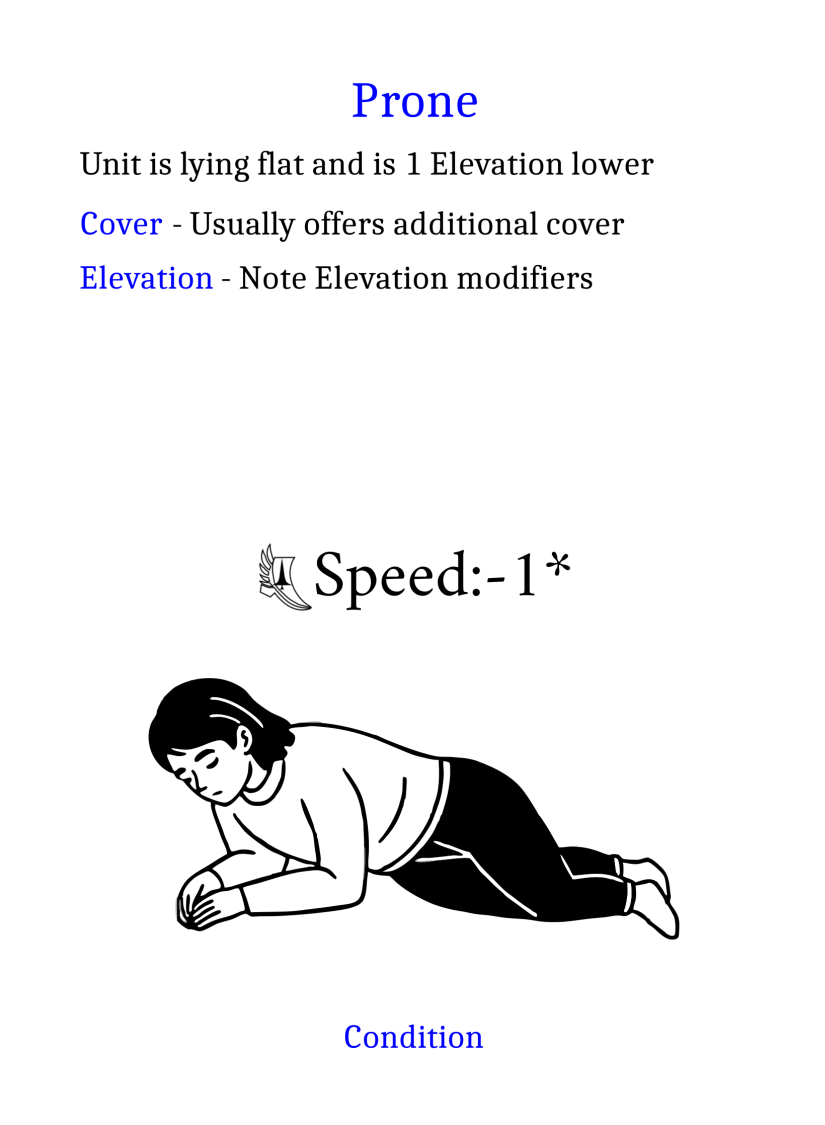 Prone
Unit is lying flat and is 1 Elevation lower
Cover - Usually offers additional cover
Elevation - Note Elevation modifiers
Speed:-1*
Condition